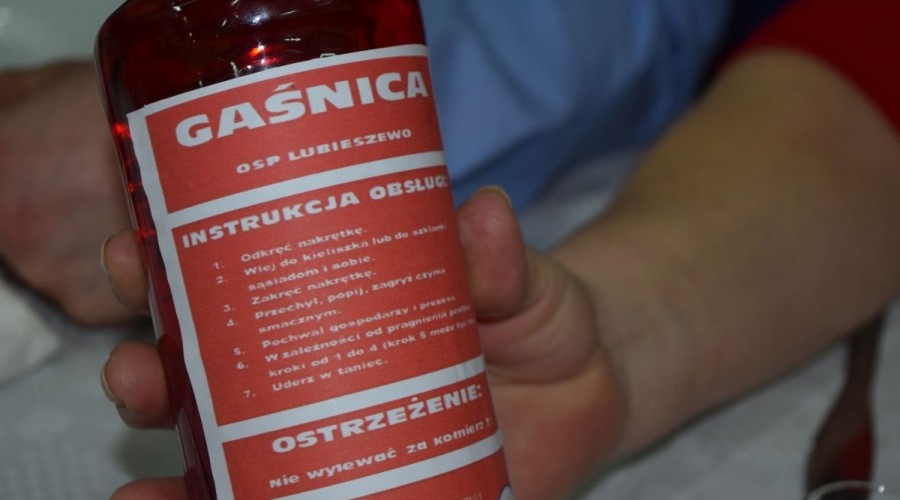 GAŚNICA
OSP LUBIESZEWO
INSTRUKCJA OBSŁUGI
1. Odkręć nakrętkę.
2. Wlej do kieliszka lub do szklanki
sąsiadom i sobie.
3. Zakręć nakrętkę.
4. Przechyl, popij, zagryź czymś
smacznym.
5. Pochwal gospodarzy i prezesa
6. W zależności od pragnienia
kroki od 1 do 4 (krok 5 może być
7. Uderz w taniec.
OSTRZEŻENIE:
Nie wylewać za kołnierz!